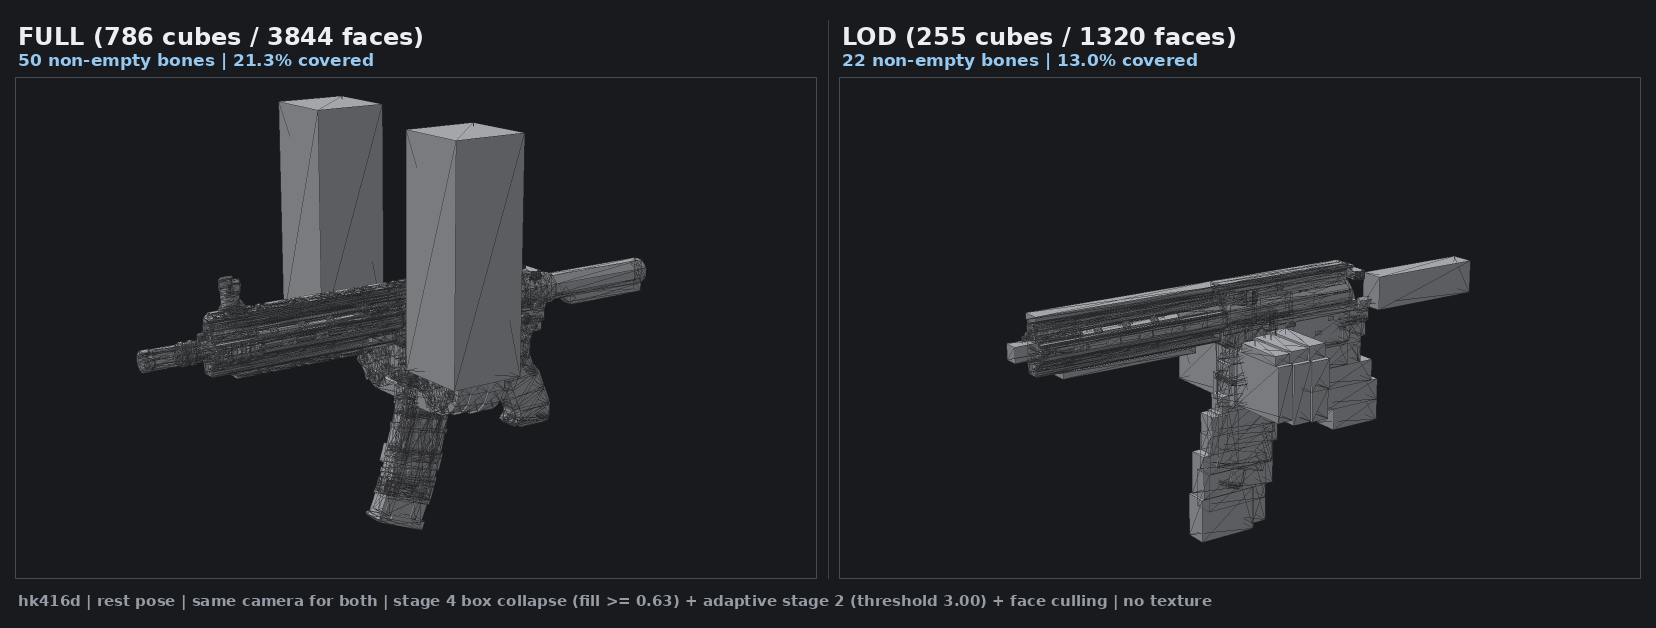 FULL (786 cubes / 3844 faces)
50 non-empty bones | 21.3% covered
LOD (255 cubes / 1320 faces)
22 non-empty bones | 13.0% covered
hk416d | rest pose | same camera for both | stage 4 box collapse (fill >= 0.63) + adaptive stage 2 (threshold 3.00) + face culling | no texture